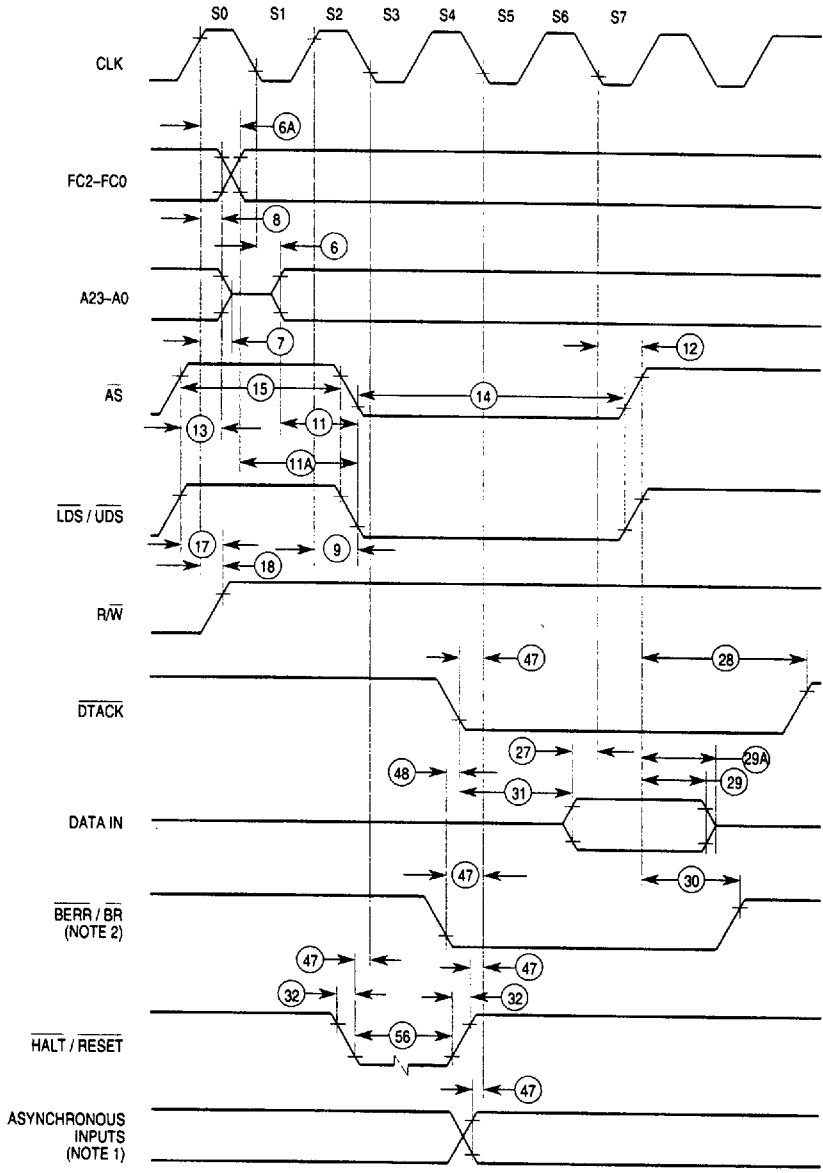 S0 S1 S2 S3 S4 S5 S6 S7
CLK
6A
FC2–FC0
8
6
A23–A0
7
12
AS
15
14
13
11
11A
LDS / UDS
17
9
18
R/W
47
28
DTACK
27
29A
48
29
31
DATA IN
47
30
BERR / BR
(NOTE 2)
47
47
32
32
56
HALT / RESET
47
ASYNCHRONOUS
INPUTS
(NOTE 1)